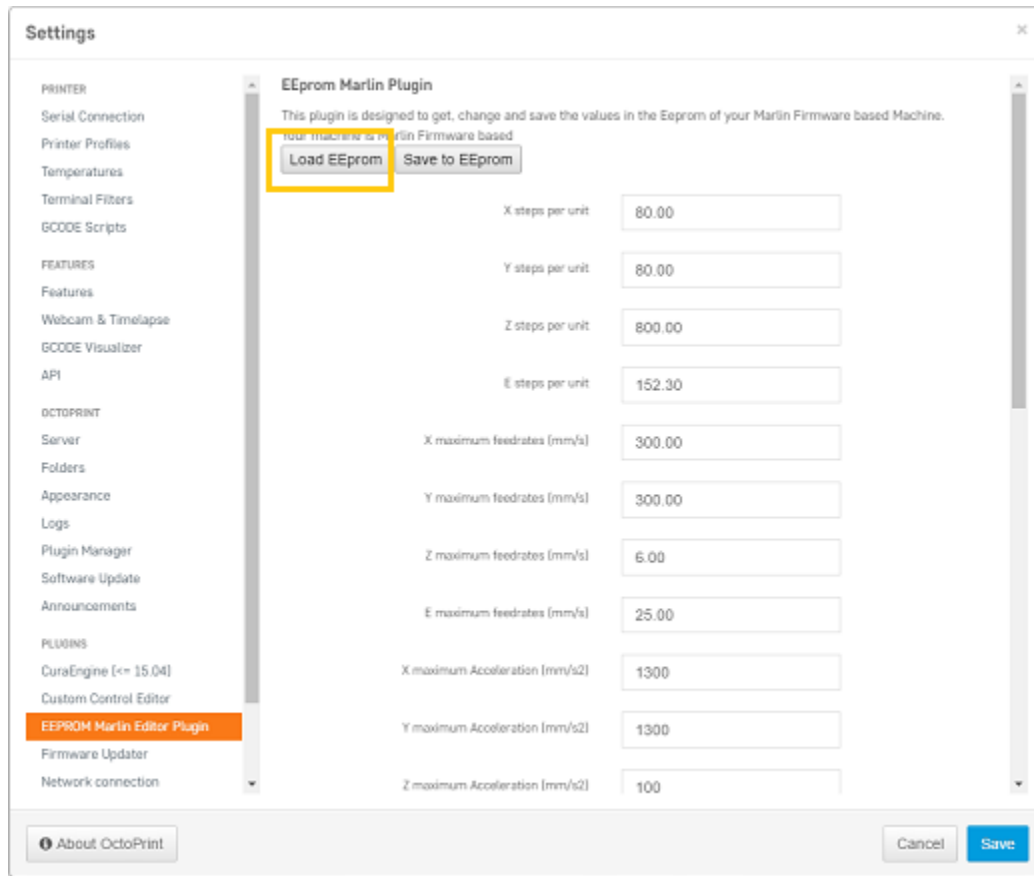 Settings
×
PRINTER
Serial Connection
Printer Profiles
Temperatures
Terminal Filters
GCODE Scripts
FEATURES
Features
Webcam & Timelapse
GCODE Visualizer
API
OCTOPRINT
Server
Folders
Appearance
Logs
Plugin Manager
Software Update
Announcements
PLUGINS
CuraEngine (<= 15.04)
Custom Control Editor
EEPROM Marlin Editor Plugin
Firmware Updater
Network connection
EEprom Marlin Plugin
This plugin is designed to get, change and save the values in the Eeprom of your Marlin Firmware based Machine.
Your machine is Marlin Firmware based
Load EEprom Save to EEprom
X steps per unit 80.00
Y steps per unit 80.00
Z steps per unit 800.00
E steps per unit 152.30
X maximum feedrates (mm/s) 300.00
Y maximum feedrates (mm/s) 300.00
Z maximum feedrates (mm/s) 6.00
E maximum feedrates (mm/s) 25.00
X maximum Acceleration (mm/s2) 1300
Y maximum Acceleration (mm/s2) 1300
Z maximum Acceleration (mm/s2) 100
About OctoPrint Cancel Save